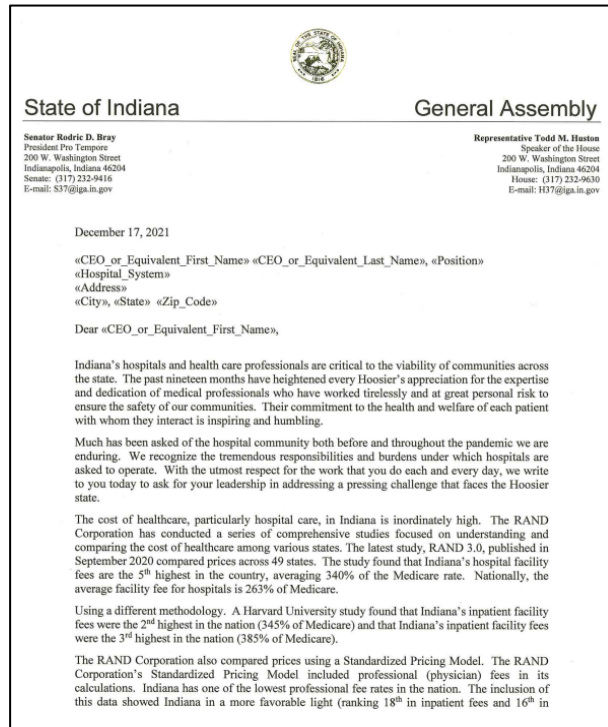 SEAL OF THE STATE OF INDIANA
1816
State of Indiana
General Assembly
Senator Rodric D. Bray
President Pro Tempore
200 W. Washington Street
Indianapolis, Indiana 46204
Senate: (317) 232-9416
E-mail: S37@iga.in.gov
Representative Todd M. Huston
Speaker of the House
200 W. Washington Street
Indianapolis, Indiana 46204
House: (317) 232-9630
E-mail: H37@iga.in.gov
December 17, 2021
«CEO_or_Equivalent_First_Name» «CEO_or_Equivalent_Last_Name», «Position»
«Hospital_System»
«Address»
«City», «State» «Zip_Code»
Dear «CEO_or_Equivalent_First_Name»,
Indiana's hospitals and health care professionals are critical to the viability of communities across
the state. The past nineteen months have heightened every Hoosier's appreciation for the expertise
and dedication of medical professionals who have worked tirelessly and at great personal risk to
ensure the safety of our communities. Their commitment to the health and welfare of each patient
with whom they interact is inspiring and humbling.
Much has been asked of the hospital community both before and throughout the pandemic we are
enduring. We recognize the tremendous responsibilities and burdens under which hospitals are
asked to operate. With the utmost respect for the work that you do each and every day, we write
to you today to ask for your leadership in addressing a pressing challenge that faces the Hoosier
state.
The cost of healthcare, particularly hospital care, in Indiana is inordinately high. The RAND
Corporation has conducted a series of comprehensive studies focused on understanding and
comparing the cost of healthcare among various states. The latest study, RAND 3.0, published in
September 2020 compared prices across 49 states. The study found that Indiana's hospital facility
fees are the 5th highest in the country, averaging 340% of the Medicare rate. Nationally, the
average facility fee for hospitals is 263% of Medicare.
Using a different methodology. A Harvard University study found that Indiana's inpatient facility
fees were the 2nd highest in the nation (345% of Medicare) and that Indiana's inpatient facility fees
were the 3rd highest in the nation (385% of Medicare).
The RAND Corporation also compared prices using a Standardized Pricing Model. The RAND
Corporation's Standardized Pricing Model included professional (physician) fees in its
calculations. Indiana has one of the lowest professional fee rates in the nation. The inclusion of
this data showed Indiana in a more favorable light (ranking 18th in inpatient fees and 16th in